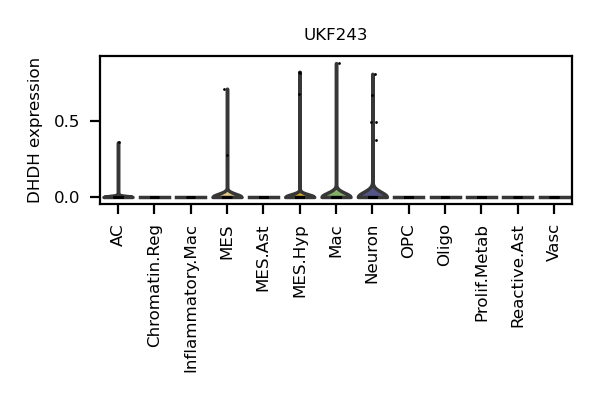 UKF243
DHDH expression
0.5
0.0
AC
Chromatin.Reg
Inflammatory.Mac
MES
MES.Ast
MES.Hyp
Mac
Neuron
OPC
Oligo
Prolif.Metab
Reactive.Ast
Vasc